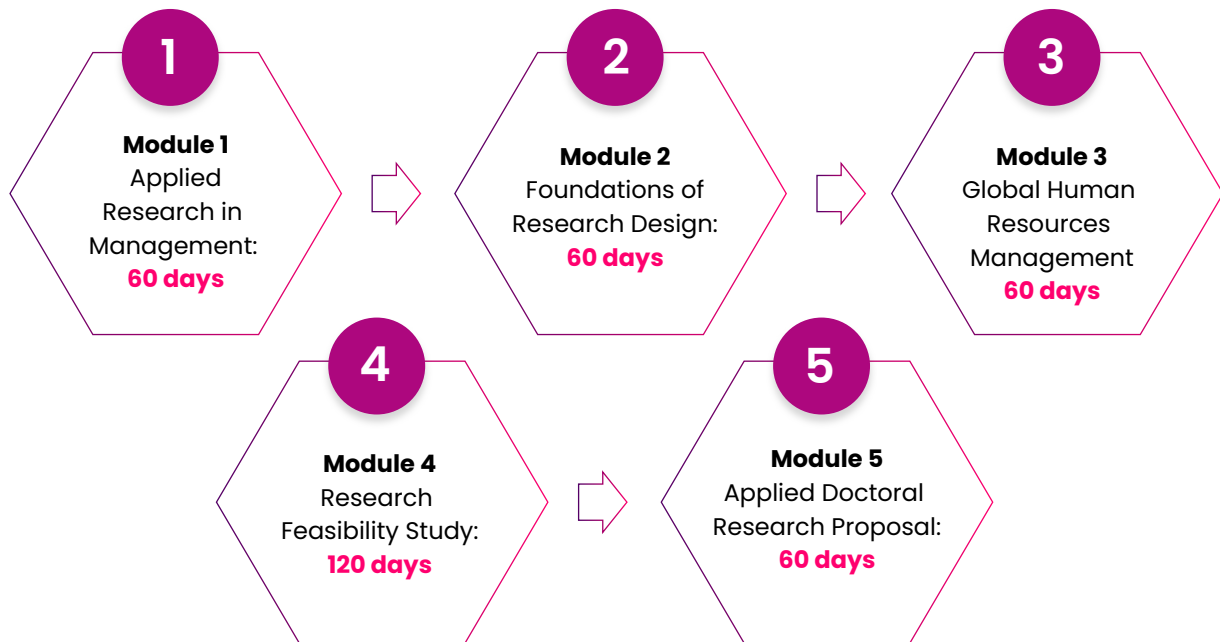 1
Module 1
Applied
Research in
Management:
60 days
2
Module 2
Foundations of
Research Design:
60 days
3
Module 3
Global Human
Resources
Management
60 days
4
Module 4
Research
Feasibility Study:
120 days
5
Module 5
Applied Doctoral
Research Proposal:
60 days